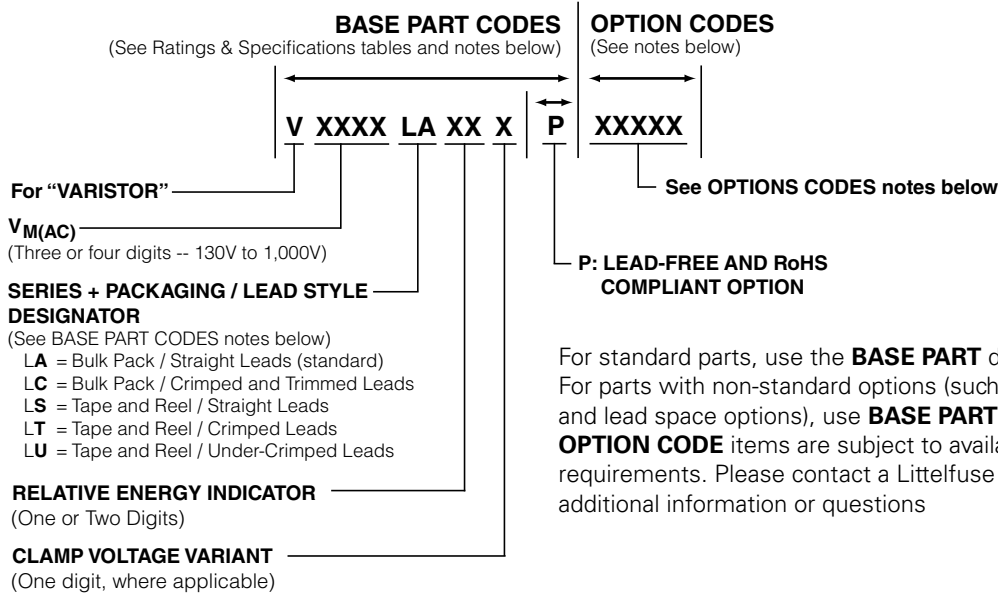 BASE PART CODES
(See Ratings & Specifications tables and notes below)
OPTION CODES
(See notes below)
V XXXX LA XX X P XXXXX
For “VARISTOR”
See OPTIONS CODES notes below
VM(AC)
(Three or four digits -- 130V to 1,000V)
P: LEAD-FREE AND RoHS
COMPLIANT OPTION
SERIES + PACKAGING / LEAD STYLE
DESIGNATOR
(See BASE PART CODES notes below)
LA = Bulk Pack / Straight Leads (standard)
LC = Bulk Pack / Crimped and Trimmed Leads
LS = Tape and Reel / Straight Leads
LT = Tape and Reel / Crimped Leads
LU = Tape and Reel / Under-Crimped Leads
RELATIVE ENERGY INDICATOR
(One or Two Digits)
CLAMP VOLTAGE VARIANT
(One digit, where applicable)
For standard parts, use the BASE PART
For parts with non-standard options (such
and lead space options), use BASE PART
OPTION CODE items are subject to
requirements. Please contact a Littelfuse
additional information or questions